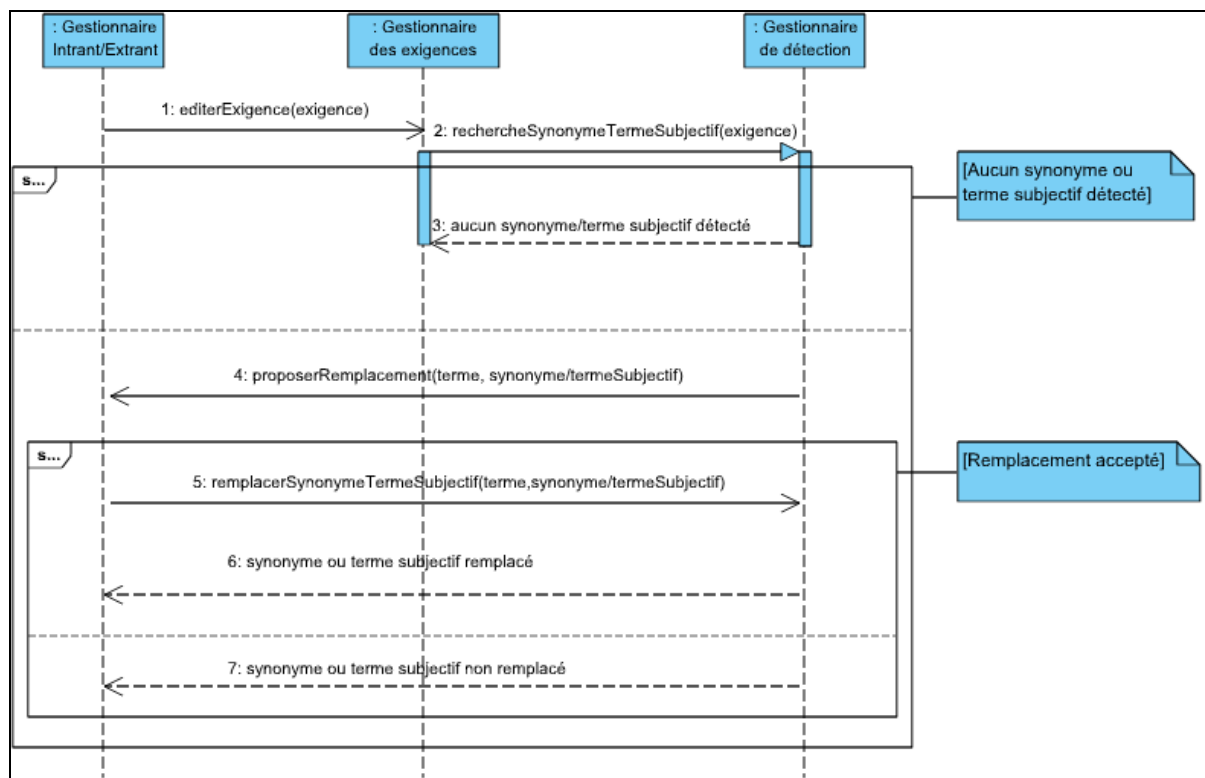 : Gestionnaire
Intrant/Extrant
: Gestionnaire
des exigences
: Gestionnaire
de détection
1: editerExigence(exigence)
2: rechercheSynonymeTermeSubjectif(exigence)
s...
[Aucun synonyme ou
terme subjectif détecté]
3: aucun synonyme/terme subjectif détecté
4: proposerRemplacement(terme, synonyme/termeSubjectif)
s...
[Remplacement accepté]
5: remplacerSynonymeTermeSubjectif(terme,synonyme/termeSubjectif)
6: synonyme ou terme subjectif remplacé
7: synonyme ou terme subjectif non remplacé